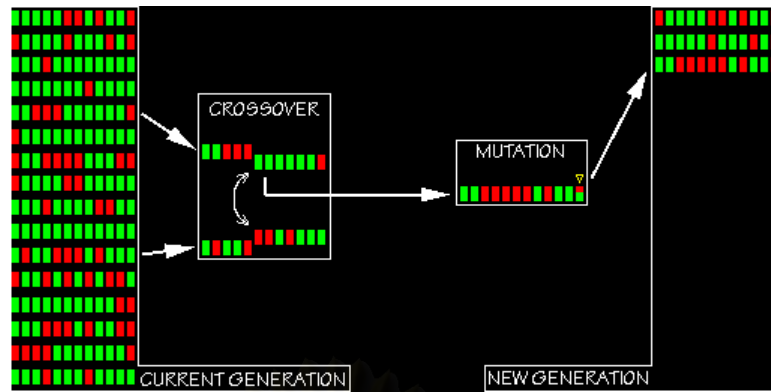 CROSSOVER
MUTATION
CURRENT GENERATION
NEW GENERATION